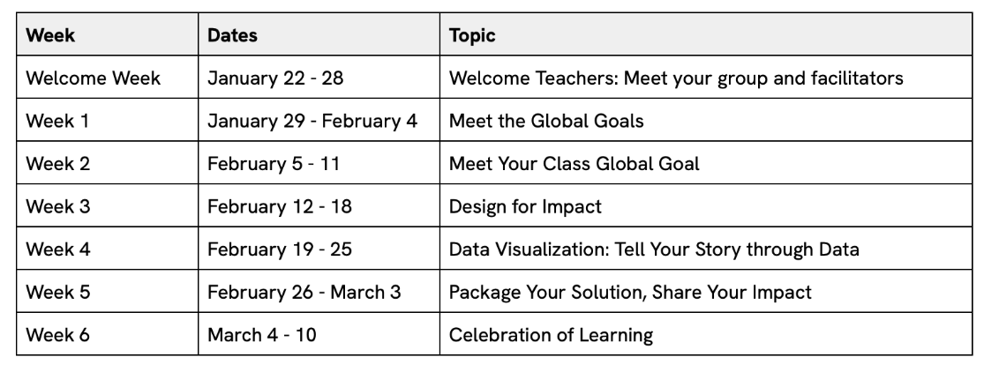 Week Dates Topic
Welcome Week January 22 - 28 Welcome Teachers: Meet your group and facilitators
Week 1 January 29 - February 4 Meet the Global Goals
Week 2 February 5 - 11 Meet Your Class Global Goal
Week 3 February 12 - 18 Design for Impact
Week 4 February 19 - 25 Data Visualization: Tell Your Story through Data
Week 5 February 26 - March 3 Package Your Solution, Share Your Impact
Week 6 March 4 - 10 Celebration of Learning